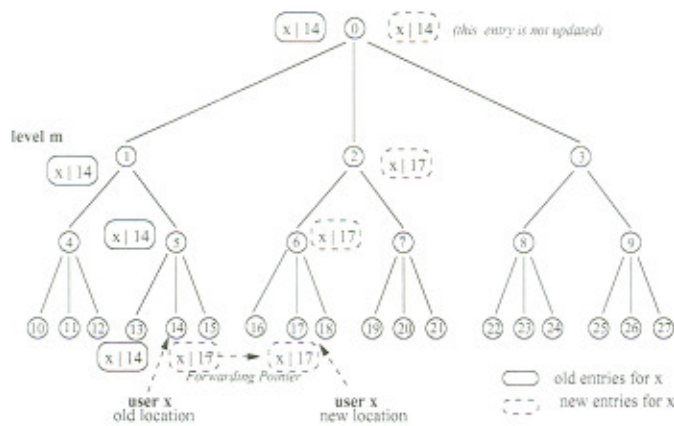 x | 14 0 x | 14 (this entry is not updated)
level m
1 2 3
x | 14 x | 17
4 x | 14 5 6 x | 17 7 8 9
10 11 12 13 14 15 16 17 18 19 20 21 22 23 24 25 26 27
x | 14 x | 17 x | 17
Forwarding Pointer
user x user x
old location new location
old entries for x
new entries for x